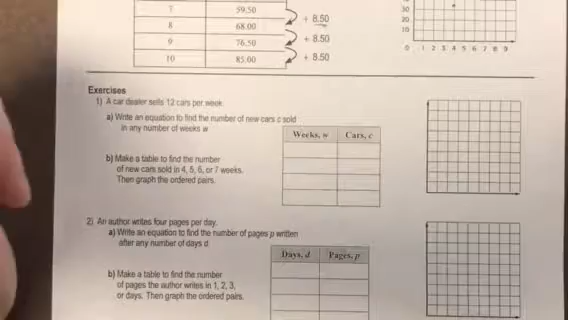 7 59.50
8 68.00 + 8.50
9 76.50 + 8.50
10 85.00 + 8.50
30
20
10
0 1 2 3 4 5 6 7 8 9
Exercises
1) A car dealer sells 12 cars per week.
a) Write an equation to find the number of new cars c sold
in any number of weeks w
Weeks, w Cars, c
b) Make a table to find the number
of new cars sold in 4, 5, 6, or 7 weeks.
Then graph the ordered pairs.
2) An author writes four pages per day.
a) Write an equation to find the number of pages p written
after any number of days d
Days, d Pages, p
b) Make a table to find the number
of pages the author writes in 1, 2, 3,
or days. Then graph the ordered pairs.